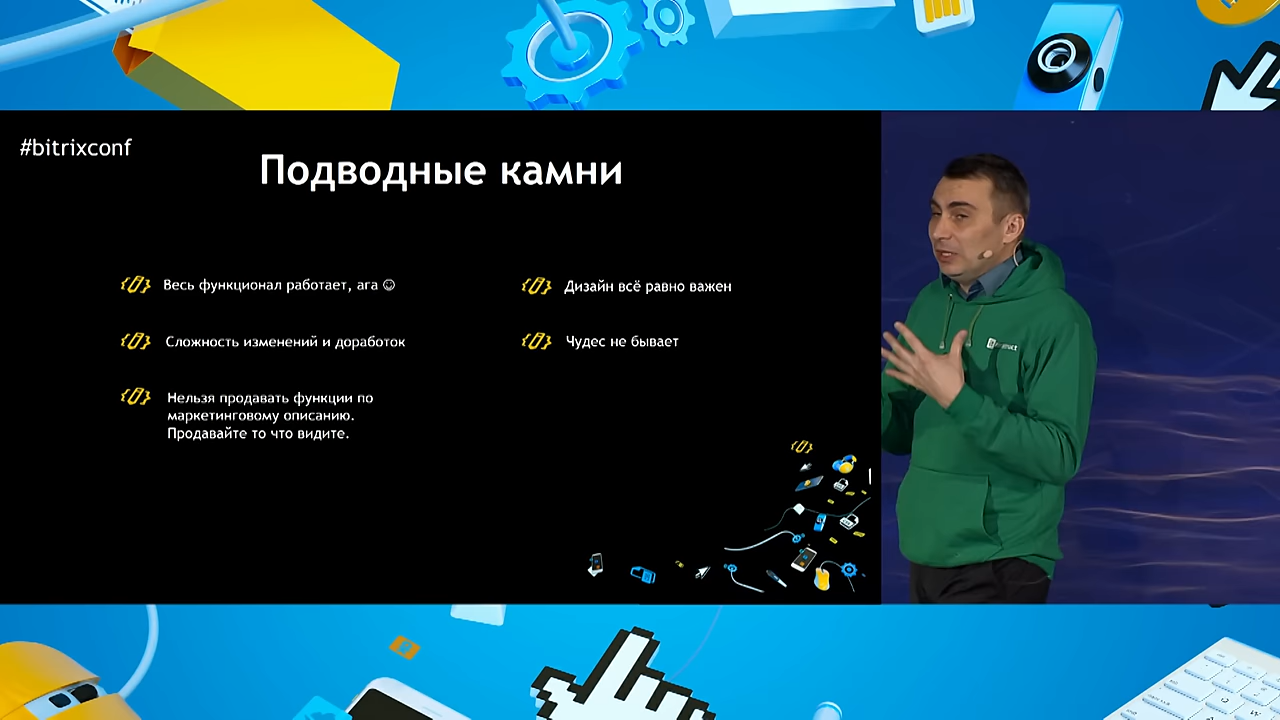 #bitrixconf
Подводные камни
Весь функционал работает, ага ☺
Сложность изменений и доработок
Нельзя продавать функции по
маркетинговому описанию.
Продавайте то что видите.
Дизайн всё равно важен
Чудес не бывает